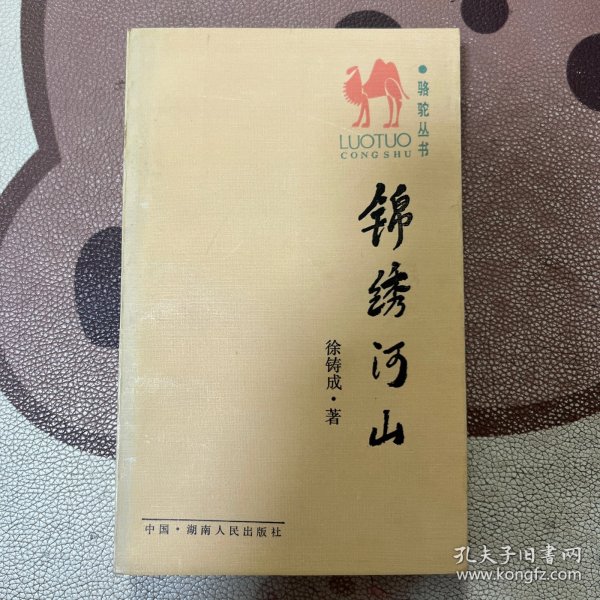 骆驼丛书
LUOTUO
CONGSHU
锦绣河山
徐铸成·著
中国·湖南人民出版社
孔夫子旧书网
www.kongfz.com